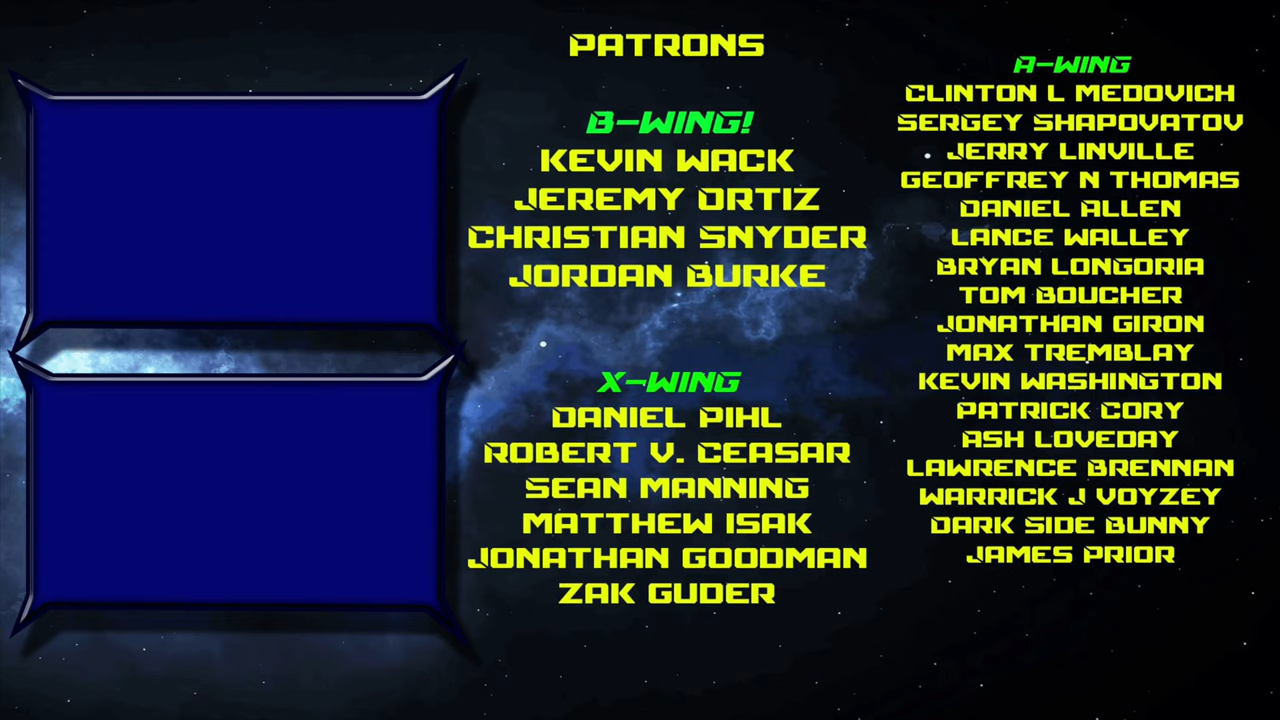 PATRONS
B-WING!
KEVIN WACK
JEREMY ORTIZ
CHRISTIAN SNYDER
JORDAN BURKE
X-WING
DANIEL PIHL
ROBERT V. CEASAR
SEAN MANNING
MATTHEW ISAK
JONATHAN GOODMAN
ZAK GUDER
A-WING
CLINTON L MEDOVICH
SERGEY SHAPOVATOV
JERRY LINVILLE
GEOFFREY N THOMAS
DANIEL ALLEN
LANCE WALLEY
BRYAN LONGORIA
TOM BOUCHER
JONATHAN GIRON
MAX TREMBLAY
KEVIN WASHINGTON
PATRICK CORY
ASH LOVEDAY
LAWRENCE BRENNAN
WARRICK J VOYZEY
DARK SIDE BUNNY
JAMES PRIOR